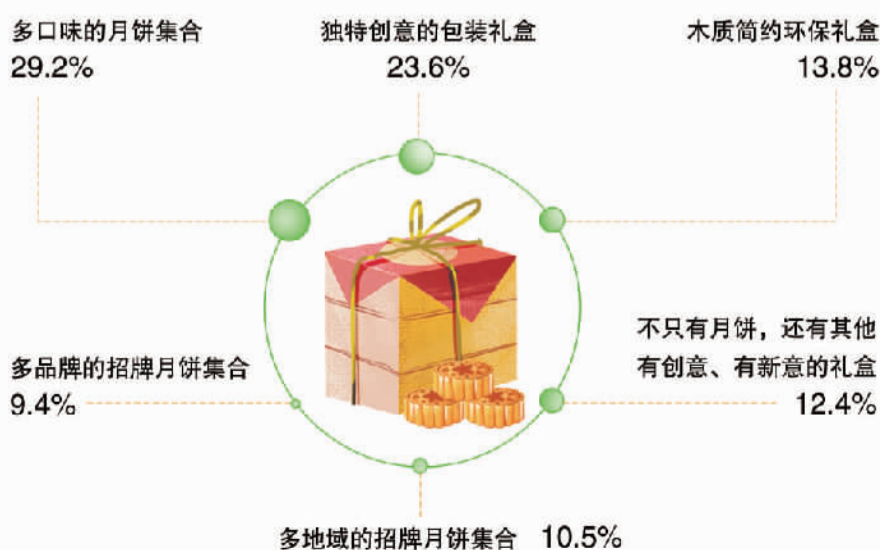 多口味的月饼集合
29.2%
独特创意的包装礼盒
23.6%
木质简约环保礼盒
13.8%
不只有月饼，还有其他
有创意、有新意的礼盒
12.4%
多品牌的招牌月饼集合
9.4%
多地域的招牌月饼集合 10.5%